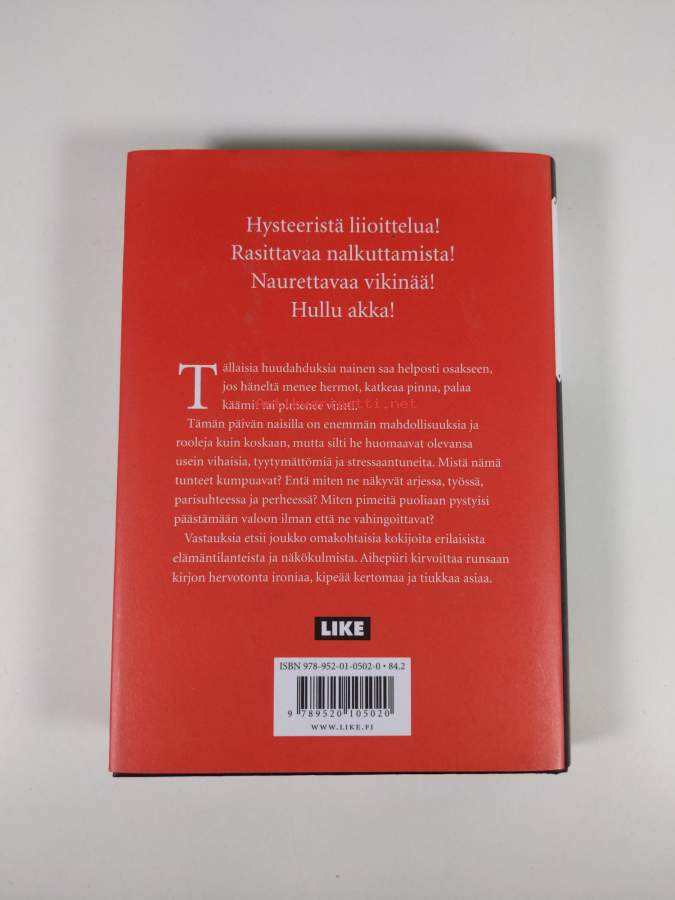 Hysteeristä liioittelua!
Rasittavaa nalkuttamista!
Naurettavaa vikinää!
Hullu akka!
Tällaisia huudahduksia nainen saa helposti osakseen,
jos häneltä menee hermot, katkeaa pinna, palaa
käämit tai pimenee
Tämän päivän naisilla on enemmän mahdollisuuksia ja
rooleja kuin koskaan, mutta silti he huomaavat olevansa
usein vihaisia, tyytymättömiä ja stressaantuneita. Mistä nämä
tunteet kumpuavat? Entä miten ne näkyvät arjessa, työssä,
parisuhteessa ja perheessä? Miten pimeitä puoliaan pystyisi
päästämään valoon ilman että ne vahingoittavat?
Vastauksia etsii joukko omakohtaisia kokijoita erilaisista
elämäntilanteista ja näkökulmista. Aihepiiri kirvoittaa runsaan
kirjon hervotonta ironiaa, kipeää kertomaa ja tiukkaa asiaa.
LIKE
ISBN 978-952-01-0502-0 • 84.2
9 789520 105020
WWW.LIKE.FI